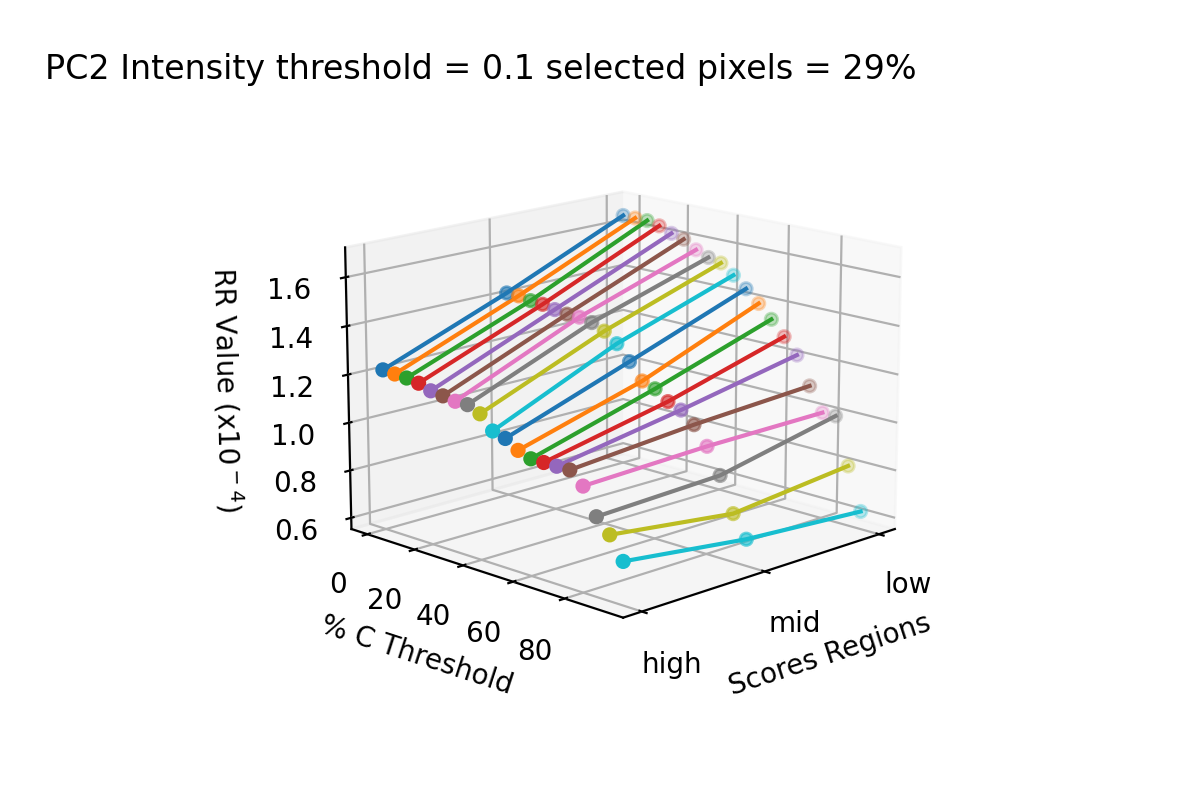 PC2 Intensity threshold = 0.1 selected pixels = 29%
RR Value (x10⁻⁴)
1.6
1.4
1.2
1.0
0.8
0.6
0
20
40
60
80
% C Threshold
high
mid
low
Scores Regions